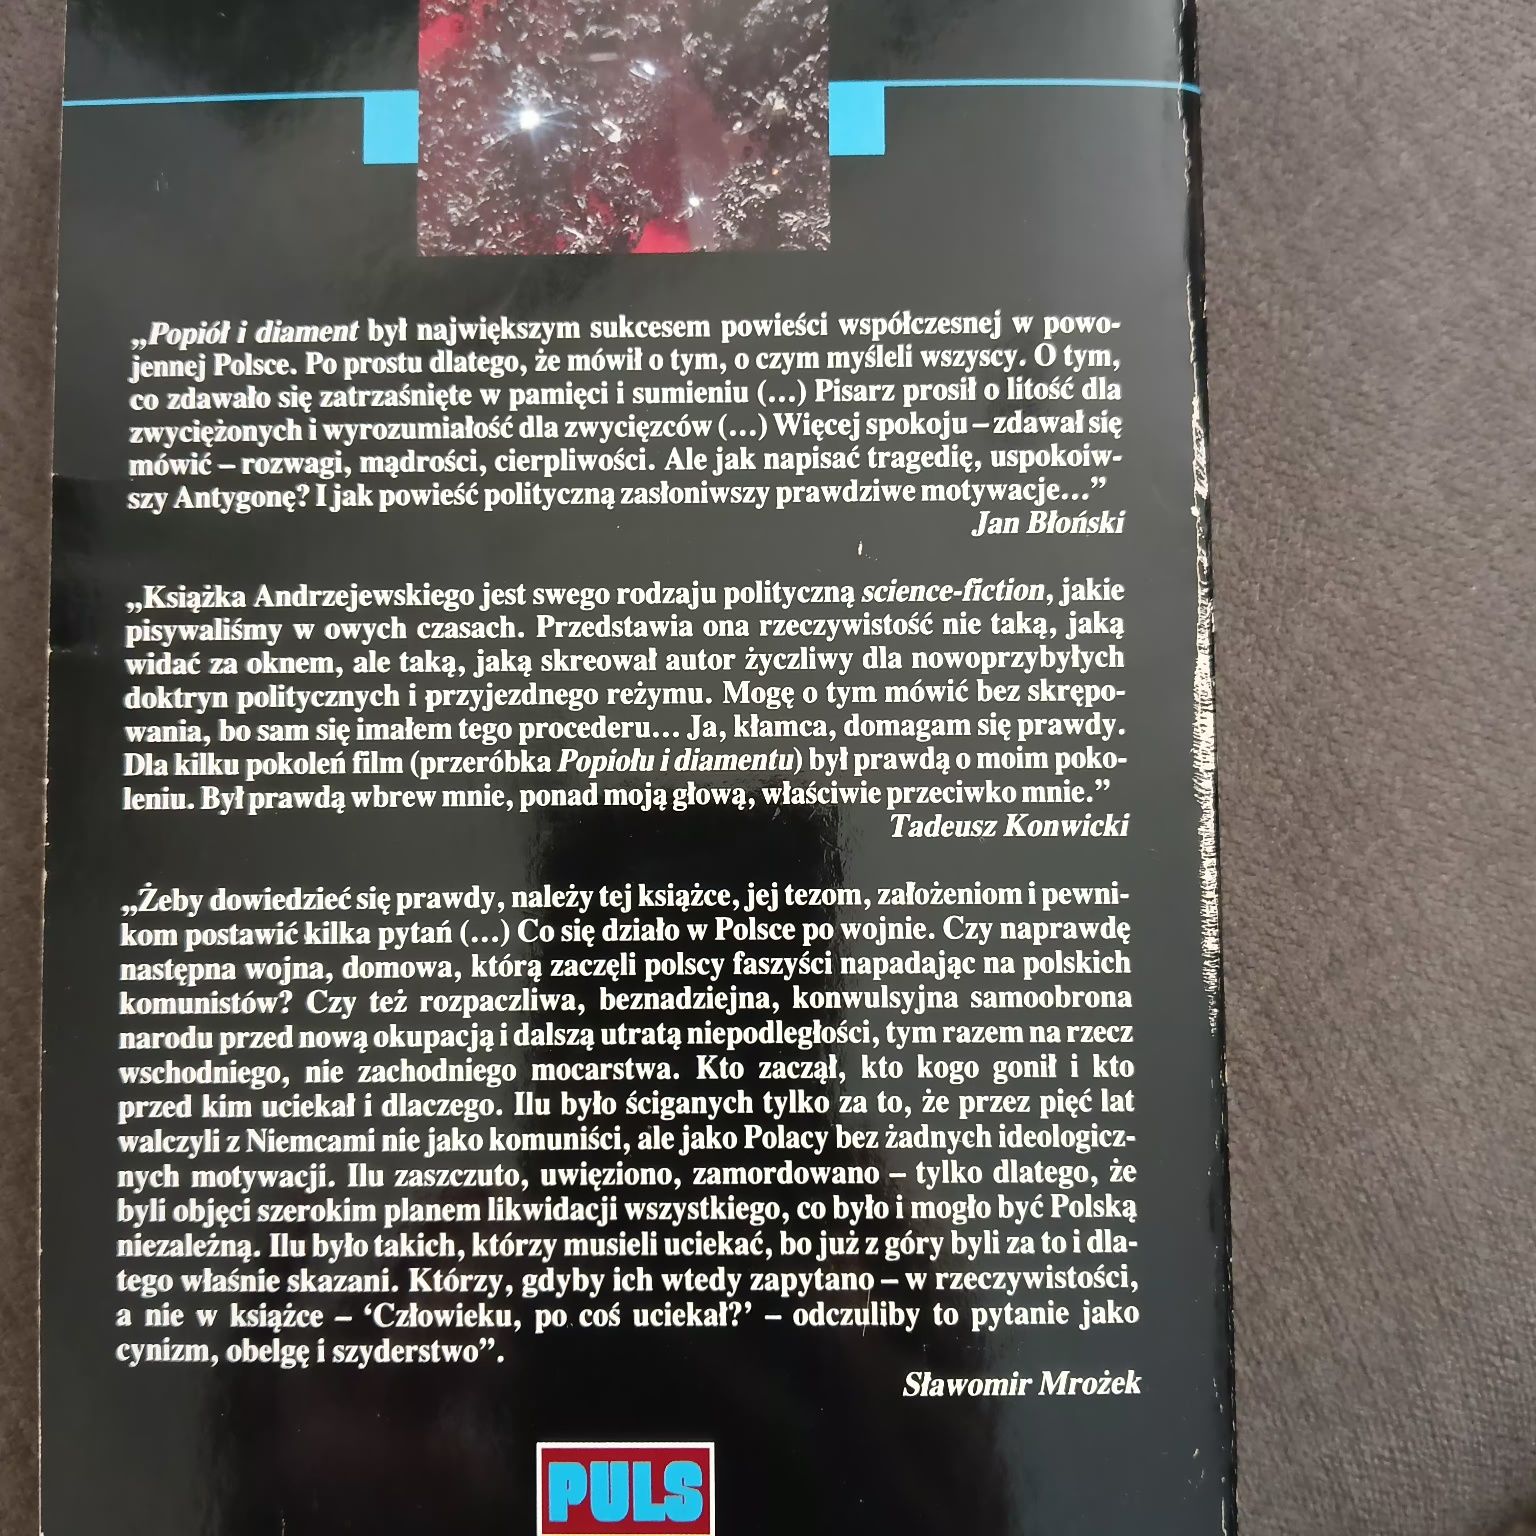 „Popiół i diament był największym sukcesem powieści współczesnej w powo-
jennej Polsce. Po prostu dlatego, że mówił o tym, o czym myśleli wszyscy. O tym,
co zdawało się zatrzaśnięte w pamięci i sumieniu (...) Pisarz prosił o litość dla
zwyciężonych i wyrozumiałość dla zwycięzców (...) Więcej spokoju – zdawał się
mówić – rozwagi, mądrości, cierpliwości. Ale jak napisać tragedię, uspokoiw-
szy Antygonę? I jak powieść polityczną zasłoniwszy prawdziwe motywacje...”
Jan Błoński
„Książka Andrzejewskiego jest swego rodzaju polityczną science-fiction, jakie
pisywaliśmy w owych czasach. Przedstawia ona rzeczywistość nie taką, jaką
widać za oknem, ale taką, jaką skreował autor życzliwy dla nowoprzybyłych
doktryn politycznych i przyjezdnego reżymu. Mogę o tym mówić bez skrępo-
wania, bo sam się imałem tego procederu... Ja, kłamca, domagam się prawdy.
Dla kilku pokoleń film (przeróbka Popiołu i diamentu) był prawdą o moim poko-
leniu. Był prawdą wbrew mnie, ponad moją głową, właściwie przeciwko mnie.”
Tadeusz Konwicki
„Żeby dowiedzieć się prawdy, należy tej książce, jej tezom, założeniom i pewni-
kom postawić kilka pytań (...) Co się działo w Polsce po wojnie. Czy naprawdę
następna wojna, domowa, którą zaczęli polscy faszyści napadając na polskich
komunistów? Czy też rozpaczliwa, beznadziejna, konwulsyjna samoobrona
narodu przed nową okupacją i dalszą utratą niepodległości, tym razem na rzecz
wschodniego, nie zachodniego mocarstwa. Kto zaczął, kto kogo gonił i kto
przed kim uciekał i dlaczego. Ilu było ściganych tylko za to, że przez pięć lat
walczyli z Niemcami nie jako komuniści, ale jako Polacy bez żadnych ideologicz-
nych motywacji. Ilu zaszczuto, uwięziono, zamordowano – tylko dlatego, że
byli objęci szerokim planem likwidacji wszystkiego, co było i mogło być Polską
niezależną. Ilu było takich, którzy musieli uciekać, bo już z góry byli za to i dla-
tego właśnie skazani. Którzy, gdyby ich wtedy zapytano – w rzeczywistości,
a nie w książce – ‘Człowieku, po coś uciekał?’ – odczuliby to pytanie jako
cynizm, obelgę i szyderstwo”.
Sławomir Mrożek
PULS